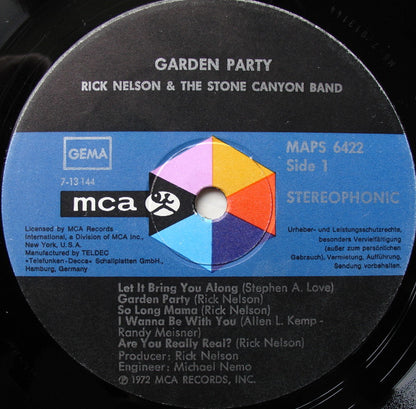 GARDEN PARTY
RICK NELSON & THE STONE CANYON BAND
GEMA
7-13 144
mca
MAPS 6422
Side 1
STEREOPHONIC
Licensed by MCA Records
International, a Division of MCA Inc.,
New York, U.S.A.
Manufactured by TELDEC
»Telefunken-Decca« Schallplatten GmbH.,
Hamburg, Germany
Urheber- und Leistungsschutzrechte,
besonders Vervielfältigung
(außer zum persönlichen
Gebrauch), Vermietung, Aufführung,
Sendung vorbehalten.
Let It Bring You Along (Stephen A. Love)
Garden Party (Rick Nelson)
So Long Mama (Rick Nelson)
I Wanna Be With You (Allen L. Kemp -
Randy Meisner)
Are You Really Real? (Rick Nelson)
Producer: Rick Nelson
Engineer: Michael Nemo
℗ 1972 MCA RECORDS, INC.